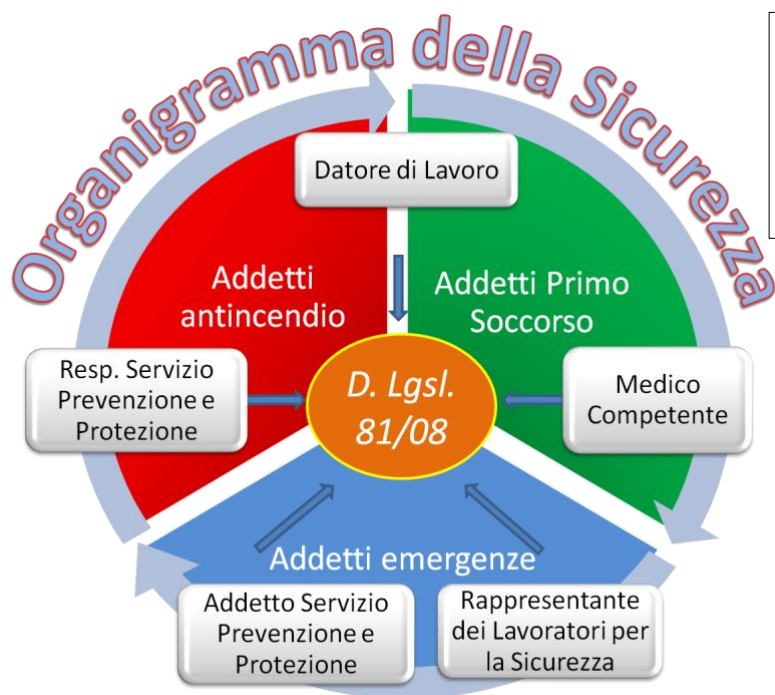 Organigramma della Sicurezza
Datore di Lavoro
Addetti
antincendio
Addetti Primo
Soccorso
Resp. Servizio
Prevenzione e
Protezione
D. Lgsl.
81/08
Medico
Competente
Addetti emergenze
Addetto Servizio
Prevenzione e
Protezione
Rappresentante
dei Lavoratori per
la Sicurezza